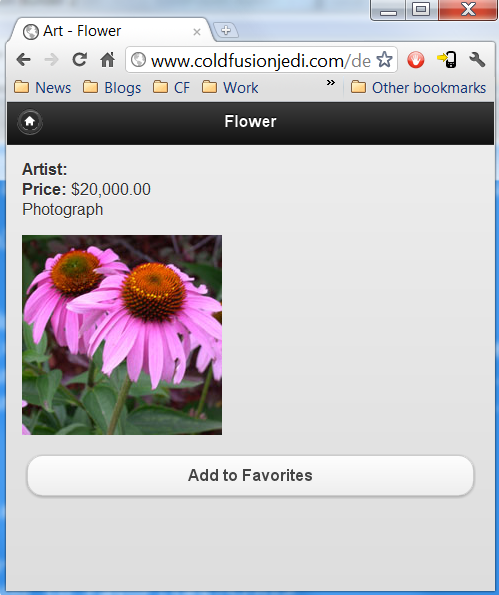 Art - Flower
www.coldfusionjedi.com/de
News Blogs CF Work » Other bookmarks
Flower
Artist:
Price: $20,000.00
Photograph
Add to Favorites